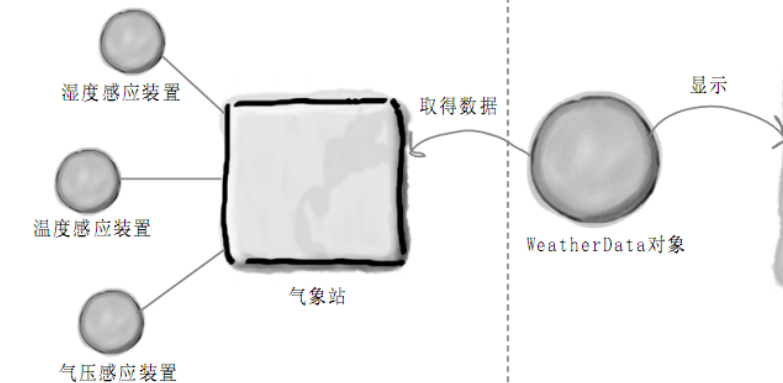 湿度感应装置
取得数据
显示
温度感应装置
WeatherData对象
气象站
气压感应装置